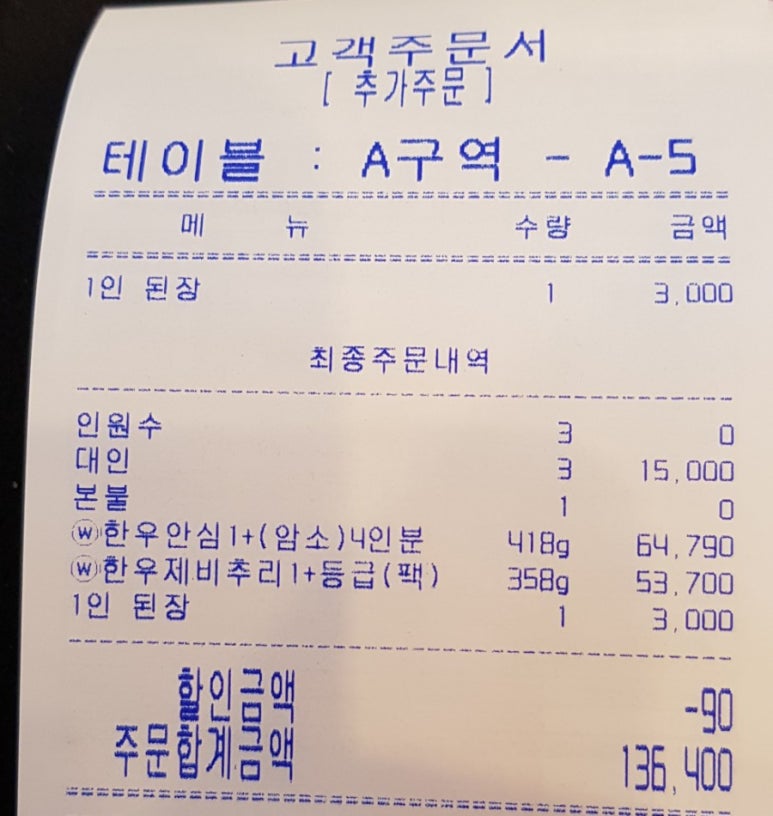 고객주문서
[ 추가주문 ]
테이블 : A구역 - A-5
메 뉴 수량 금액
1인 된장 1 3,000
최종주문내역
인원수 3 0
대인 3 15,000
본불 1 0
ⓦ한우안심1+(암소)4인분 418g 64,790
ⓦ한우제비추리1+등급(팩) 358g 53,700
1인 된장 1 3,000
할인금액 -90
주문합계금액 136,400